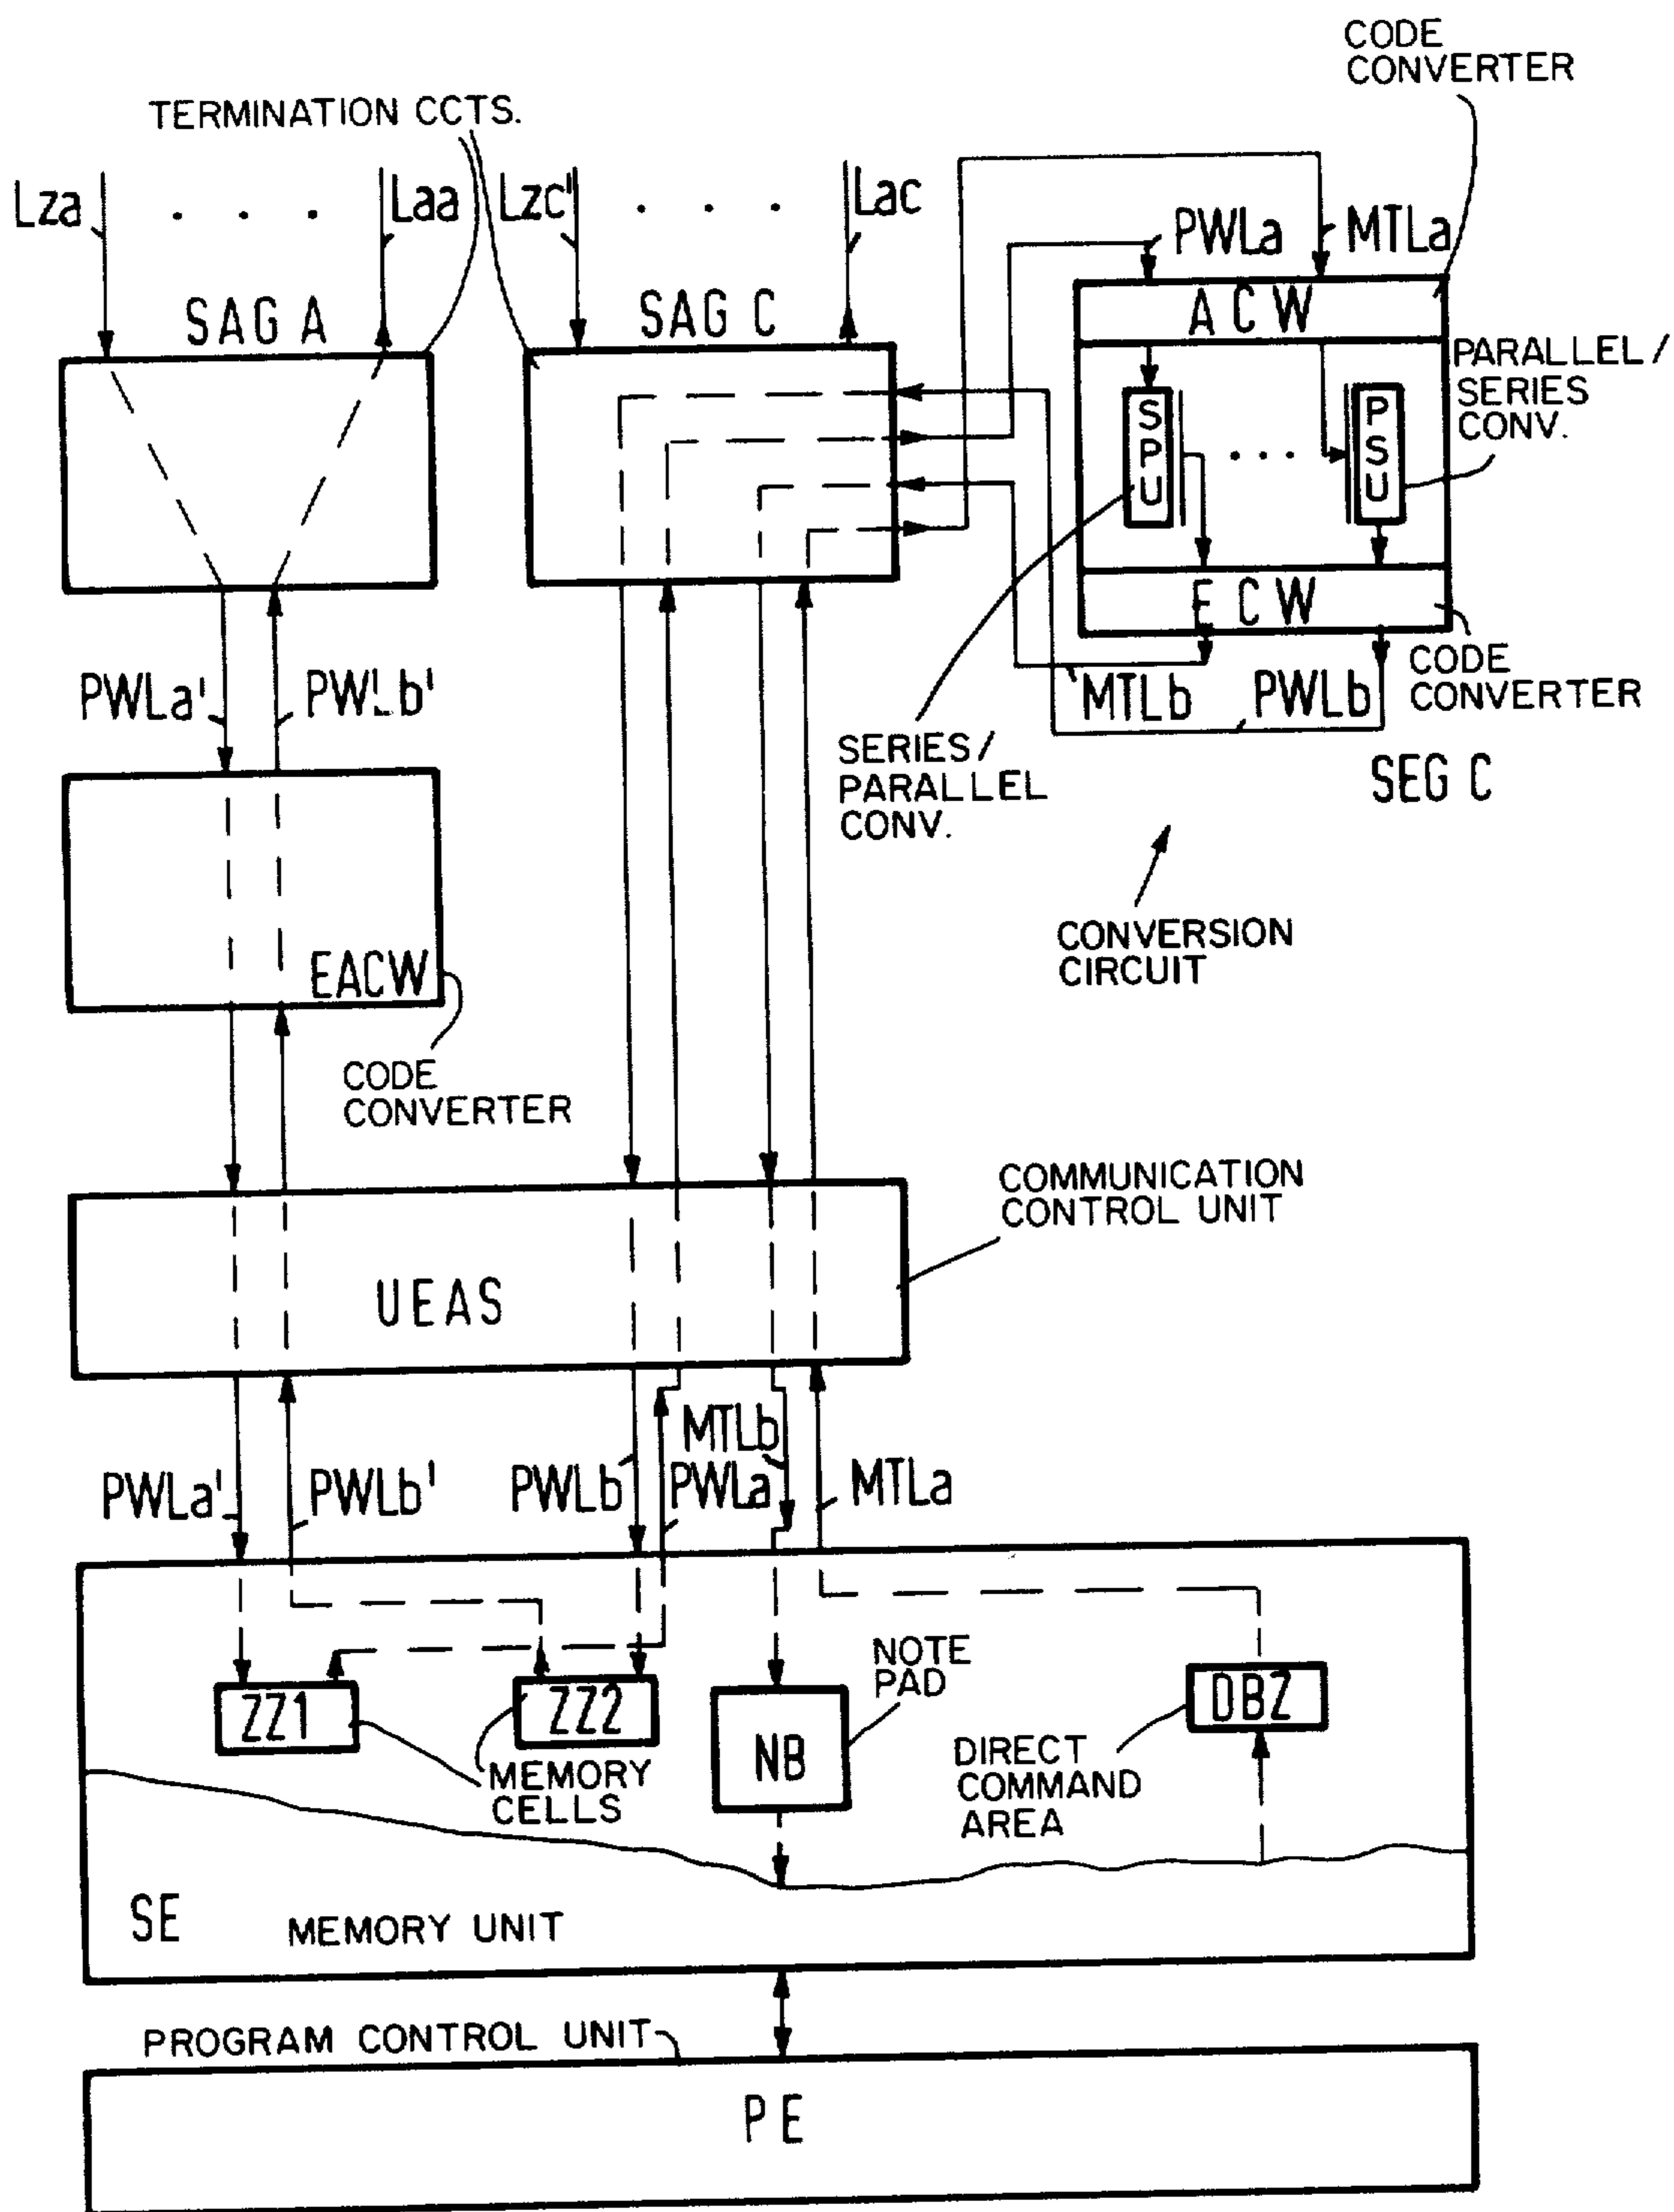 CODE
CONVERTER
TERMINATION CCTS.
Lza
. . .
Laa
Lzc'
. . .
Lac
PWLa
MTLa
SAG A
SAG C
ACW
PARALLEL/
SERIES
CONV.
SPU
...
PSU
ECW
PWLa'
PWLb'
MTLb
PWLb
CODE
CONVERTER
SERIES/
PARALLEL
CONV.
SEG C
CONVERSION
CIRCUIT
EACW
CODE
CONVERTER
COMMUNICATION
CONTROL UNIT
UEAS
PWLa'
PWLb'
PWLb
MTLb
PWLa
MTLa
NOTE
PAD
ZZ1
ZZ2
NB
DBZ
MEMORY
CELLS
DIRECT
COMMAND
AREA
SE
MEMORY UNIT
PROGRAM CONTROL UNIT
PE